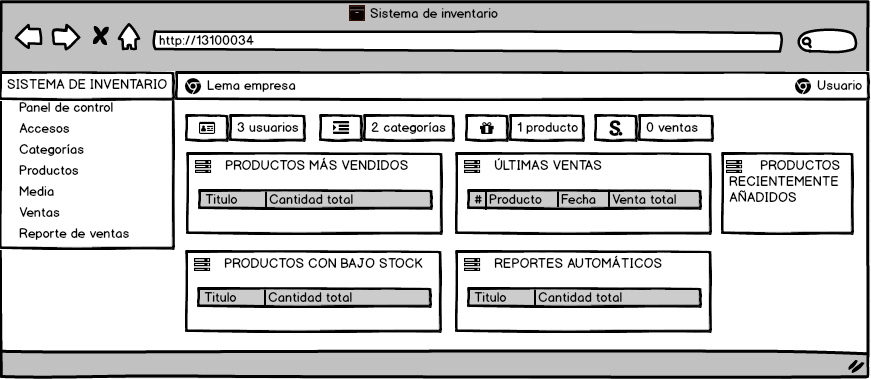 Sistema de inventario
http://13100034
SISTEMA DE INVENTARIO
Lema empresa
Usuario
Panel de control
Accesos
Categorías
Productos
Media
Ventas
Reporte de ventas
3 usuarios
2 categorías
1 producto
S.
0 ventas
PRODUCTOS MÁS VENDIDOS
Titulo
Cantidad total
ÚLTIMAS VENTAS
# Producto
Fecha
Venta total
PRODUCTOS
RECIENTEMENTE
AÑADIDOS
PRODUCTOS CON BAJO STOCK
Titulo
Cantidad total
REPORTES AUTOMÁTICOS
Titulo
Cantidad total